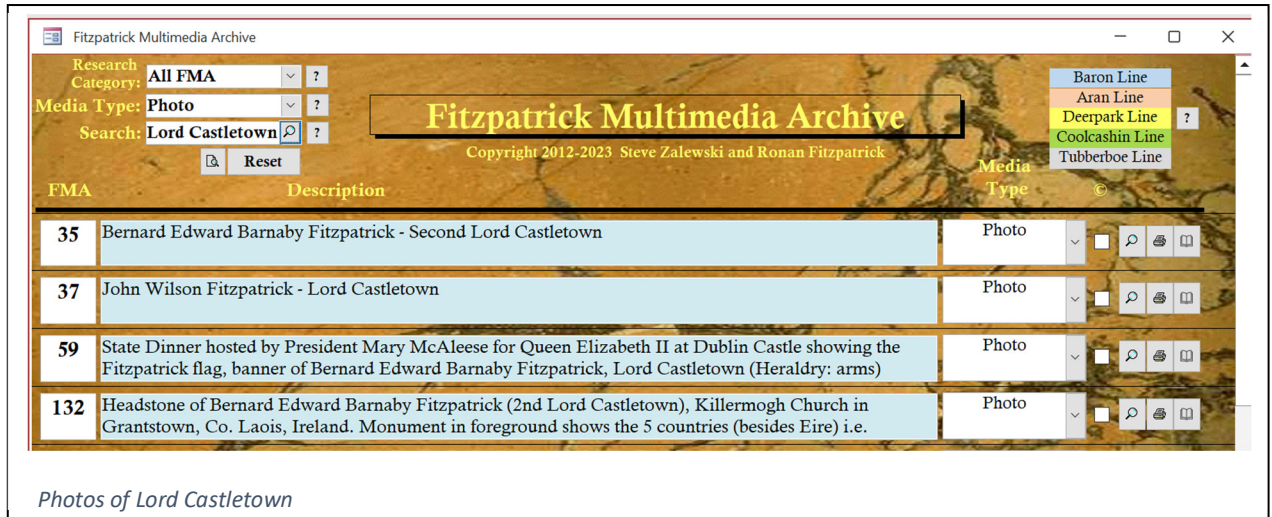 Fitzpatrick Multimedia Archive
Research
Category: All FMA ?
Media Type: Photo ?
Search: Lord Castletown ?
Reset
Fitzpatrick Multimedia Archive
Copyright 2012-2023 Steve Zalewski and Ronan Fitzpatrick
Baron Line
Aran Line
Deerpark Line ?
Coolcashin Line
Tubberboe Line
FMA Description Media
Type ©
35 Bernard Edward Barnaby Fitzpatrick - Second Lord Castletown Photo
37 John Wilson Fitzpatrick - Lord Castletown Photo
59 State Dinner hosted by President Mary McAleese for Queen Elizabeth II at Dublin Castle showing the Photo
Fitzpatrick flag, banner of Bernard Edward Barnaby Fitzpatrick, Lord Castletown (Heraldry: arms)
132 Headstone of Bernard Edward Barnaby Fitzpatrick (2nd Lord Castletown), Killermogh Church in Photo
Grantstown, Co. Laois, Ireland. Monument in foreground shows the 5 countries (besides Eire) i.e.
Photos of Lord Castletown